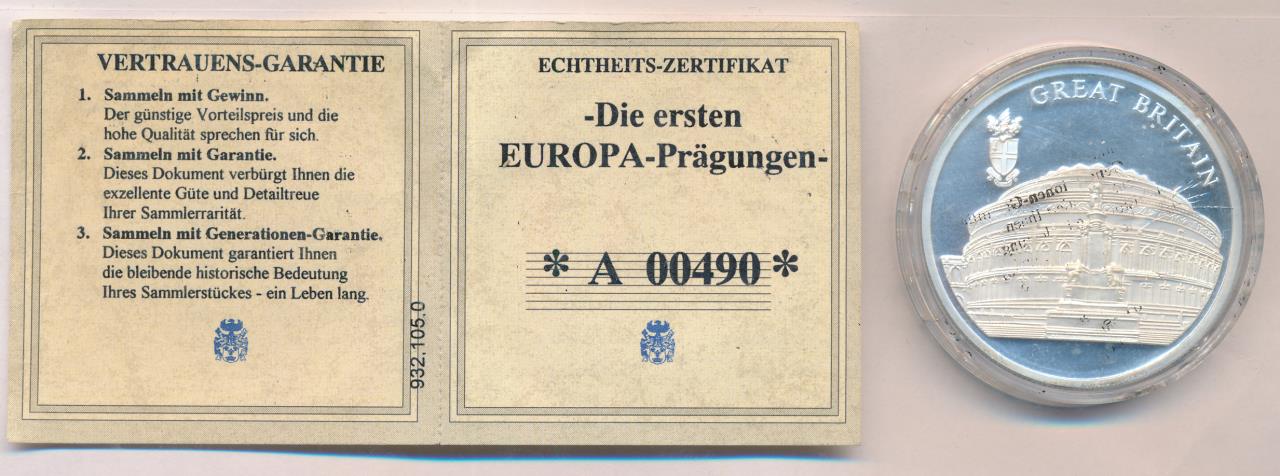 VERTRAUENS-GARANTIE
1. Sammeln mit Gewinn.
Der günstige Vorteilspreis und die
hohe Qualität sprechen für sich.
2. Sammeln mit Garantie.
Dieses Dokument verbürgt Ihnen die
exzellente Güte und Detailtreue
Ihrer Sammlerrarität.
3. Sammeln mit Generationen-Garantie.
Dieses Dokument garantiert Ihnen
die bleibende historische Bedeutung
Ihres Sammlerstückes - ein Leben lang.
932.105.0
ECHTHEITS-ZERTIFIKAT
-Die ersten
EUROPA-Prägungen-
* A 00490 *
GREAT BRITAIN